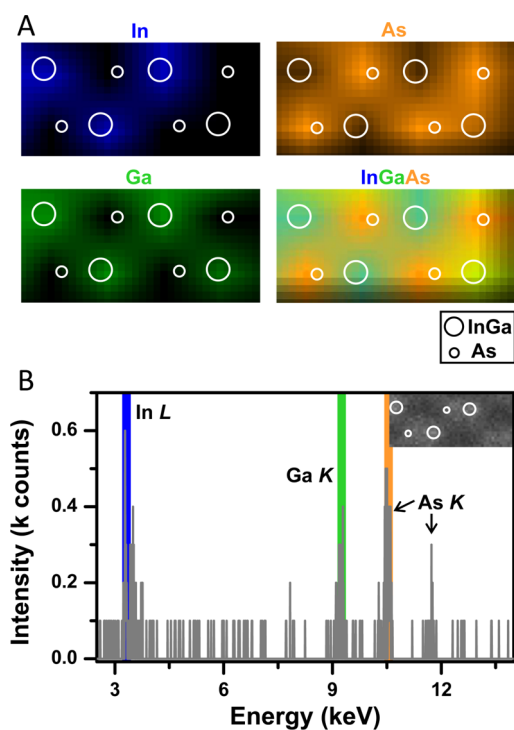 A
In
As
Ga
InGaAs
InGa
As
B
In L
Ga K
As K
Intensity (k counts)
0.6
0.4
0.2
0.0
3
6
9
12
Energy (keV)